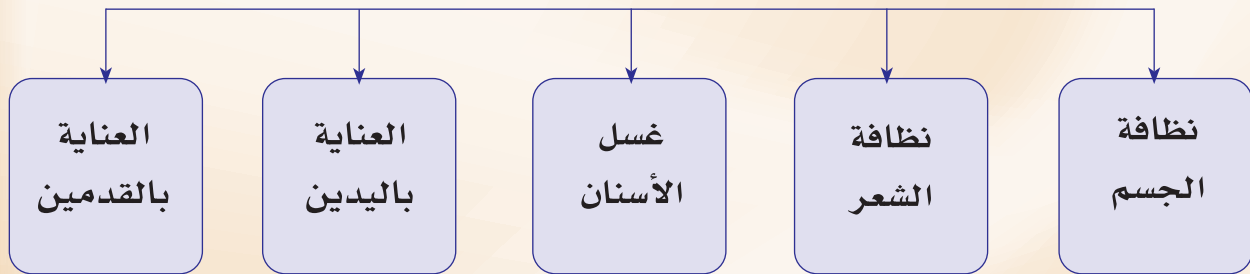 نظافة
الجسم
نظافة
الشعر
غسل
الأسنان
العناية
باليدين
العناية
بالقدمين